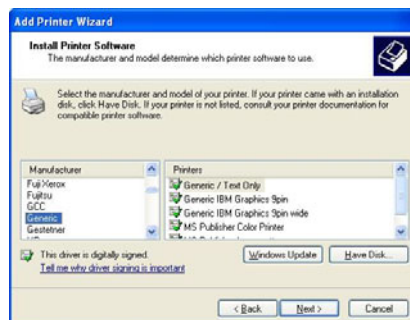 Add Printer Wizard
Install Printer Software
The manufacturer and model determine which printer software to use.
Select the manufacturer and model of your printer. If your printer came with an installation
disk, click Have Disk. If your printer is not listed, consult your printer documentation for
compatible printer software.
Manufacturer
Fuji Xerox
Fujitsu
GCC
Generic
Gestetner
Printers
Generic / Text Only
Generic IBM Graphics 9pin
Generic IBM Graphics 9pin wide
MS Publisher Color Printer
This driver is digitally signed.
Tell me why driver signing is important
Windows Update
Have Disk...
< Back
Next >
Cancel